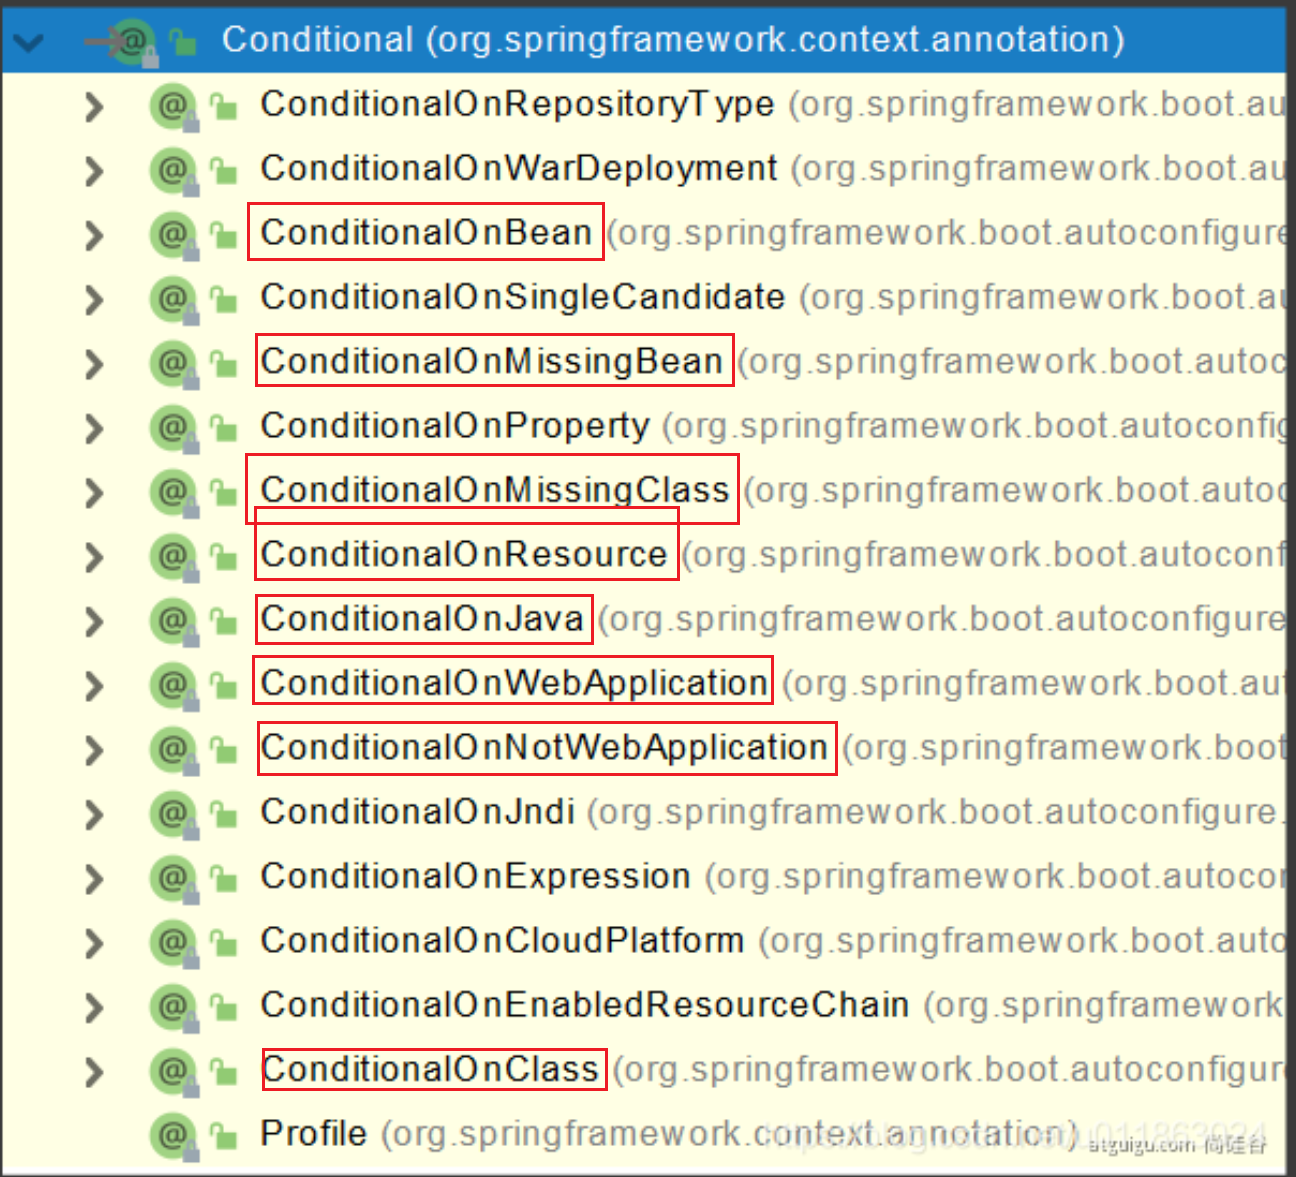 Conditional (org.springframework.context.annotation)
ConditionalOnRepositoryType (org.springframework.boot.au
ConditionalOnWarDeployment (org.springframework.boot.au
ConditionalOnBean (org.springframework.boot.autoconfigure
ConditionalOnSingleCandidate (org.springframework.boot.au
ConditionalOnMissingBean (org.springframework.boot.autoc
ConditionalOnProperty (org.springframework.boot.autoconfig
ConditionalOnMissingClass (org.springframework.boot.autoc
ConditionalOnResource (org.springframework.boot.autoconf
ConditionalOnJava (org.springframework.boot.autoconfigure
ConditionalOnWebApplication (org.springframework.boot.aut
ConditionalOnNotWebApplication (org.springframework.boot
ConditionalOnJndi (org.springframework.boot.autoconfigure.
ConditionalOnExpression (org.springframework.boot.autocon
ConditionalOnCloudPlatform (org.springframework.boot.auto
ConditionalOnEnabledResourceChain (org.springframework
ConditionalOnClass (org.springframework.boot.autoconfigure
Profile (org.springframework.context.annotation)
atguigu.com 尚硅谷